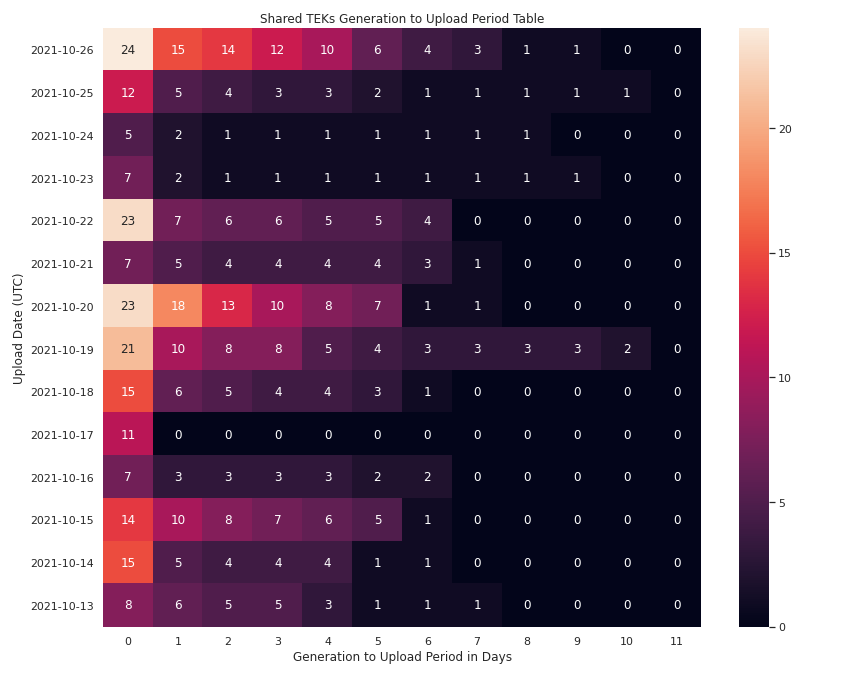 Shared TEKs Generation to Upload Period Table
Upload Date (UTC)
2021-10-26 24 15 14 12 10 6 4 3 1 1 0 0
2021-10-25 12 5 4 3 3 2 1 1 1 1 1 0
2021-10-24 5 2 1 1 1 1 1 1 1 0 0 0
2021-10-23 7 2 1 1 1 1 1 1 1 1 0 0
2021-10-22 23 7 6 6 5 5 4 0 0 0 0 0
2021-10-21 7 5 4 4 4 4 3 1 0 0 0 0
2021-10-20 23 18 13 10 8 7 1 1 0 0 0 0
2021-10-19 21 10 8 8 5 4 3 3 3 3 2 0
2021-10-18 15 6 5 4 4 3 1 0 0 0 0 0
2021-10-17 11 0 0 0 0 0 0 0 0 0 0 0
2021-10-16 7 3 3 3 3 2 2 0 0 0 0 0
2021-10-15 14 10 8 7 6 5 1 0 0 0 0 0
2021-10-14 15 5 4 4 4 1 1 0 0 0 0 0
2021-10-13 8 6 5 5 3 1 1 1 0 0 0 0
0 1 2 3 4 5 6 7 8 9 10 11
Generation to Upload Period in Days
20
15
10
5
0